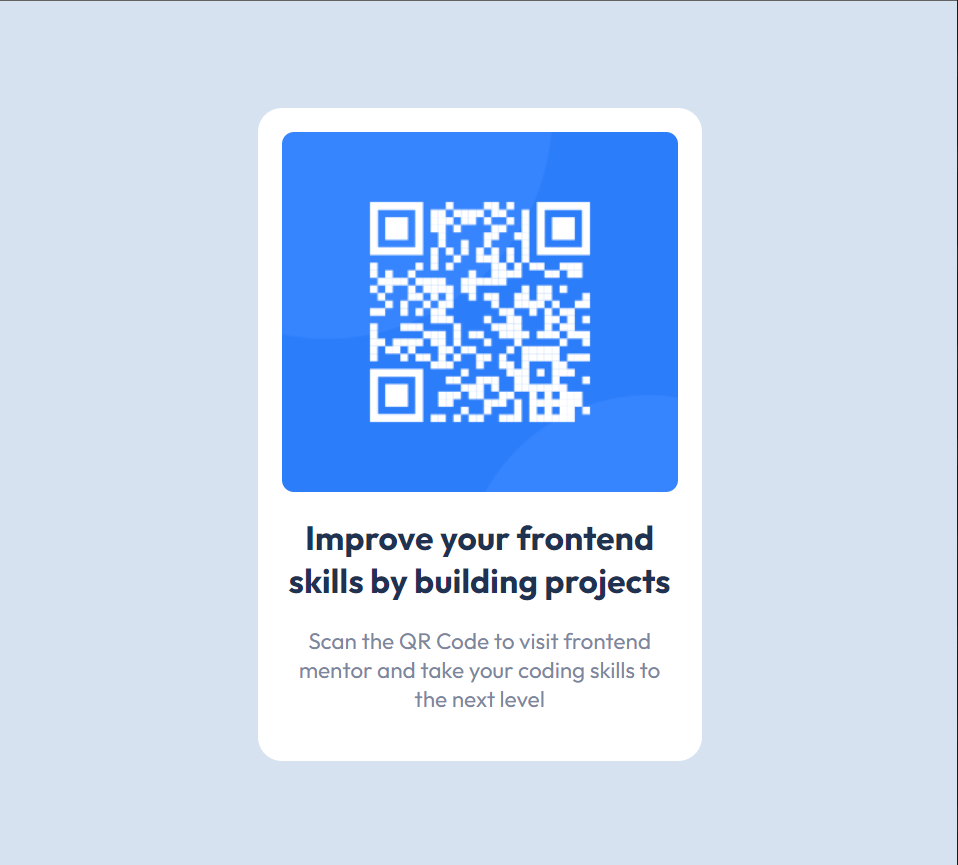 Improve your frontend
skills by building projects
Scan the QR Code to visit frontend
mentor and take your coding skills to
the next level